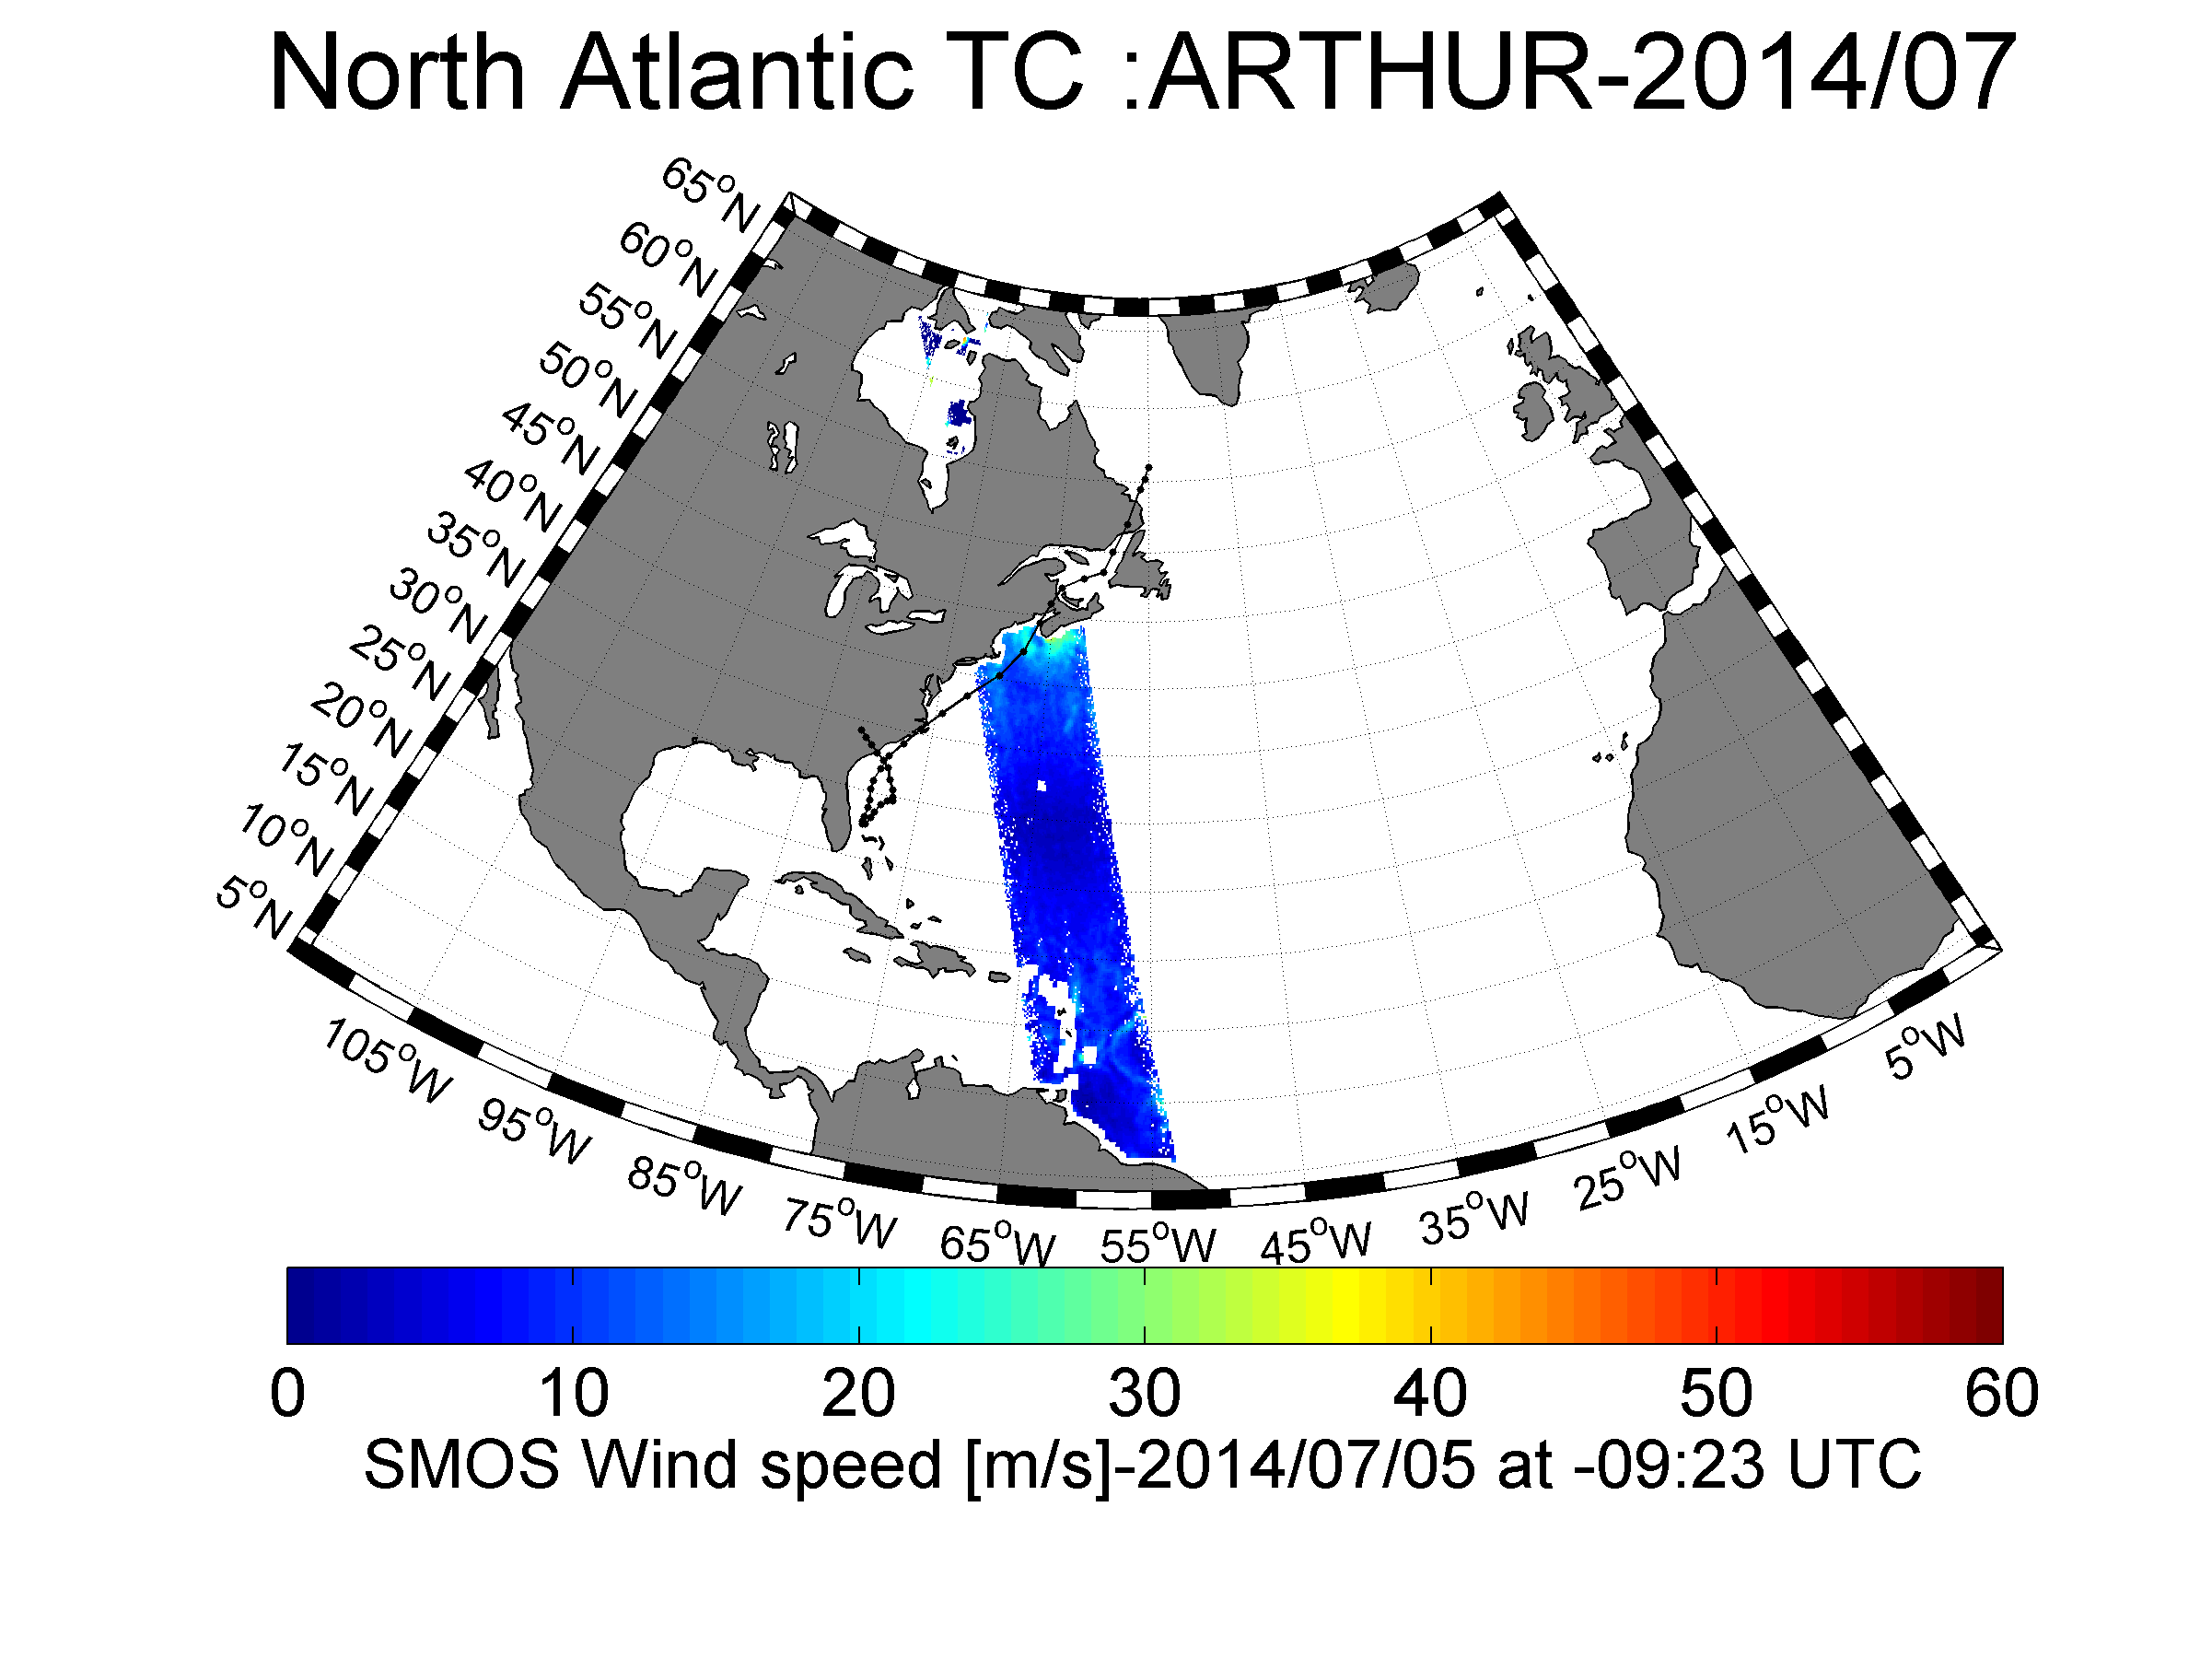 North Atlantic TC :ARTHUR-2014/07
65°N
60°N
55°N
50°N
45°N
40°N
35°N
30°N
25°N
20°N
15°N
10°N
5°N
105°W
95°W
85°W
75°W
65°W
55°W
45°W
35°W
25°W
15°W
5°W
0 10 20 30 40 50 60
SMOS Wind speed [m/s]-2014/07/05 at -09:23 UTC